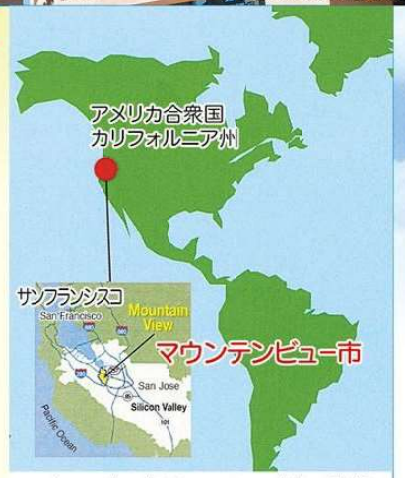 アメリカ合衆国
カリフォルニア州
サンフランシスコ
San Francisco
Mountain
View
マウンテンビュー市
San Jose
Silicon Valley
Pacific Ocean
85
101